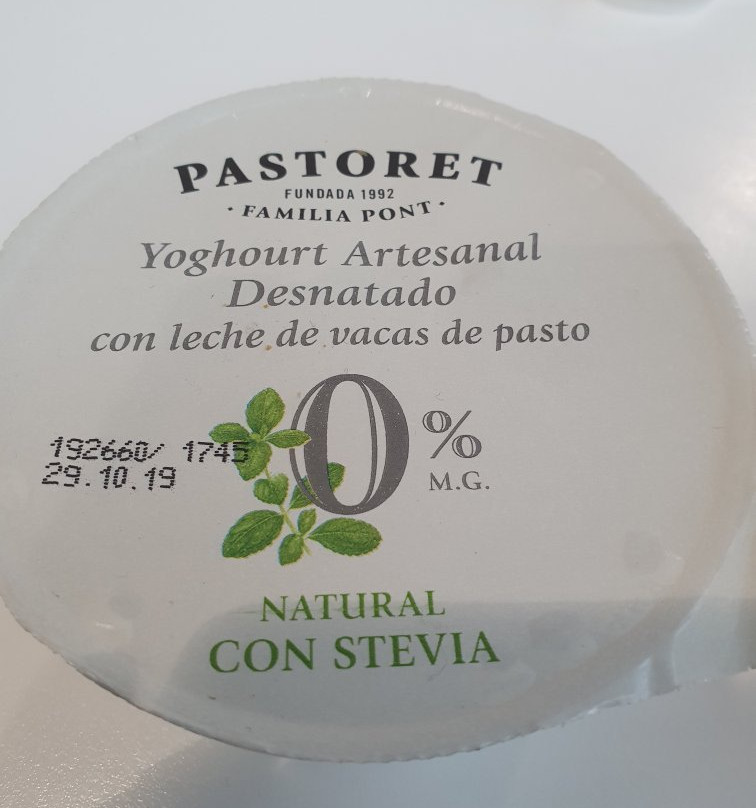 PASTORET
FUNDADA 1992
· FAMILIA PONT ·
Yoghourt Artesanal
Desnatado
con leche de vacas de pasto
0%
M.G.
192660/ 1745
29.10.19
NATURAL
CON STEVIA